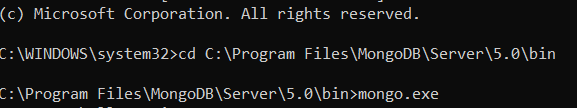 (c) Microsoft Corporation. All rights reserved.
C:\WINDOWS\system32>cd C:\Program Files\MongoDB\Server\5.0\bin
C:\Program Files\MongoDB\Server\5.0\bin>mongo.exe